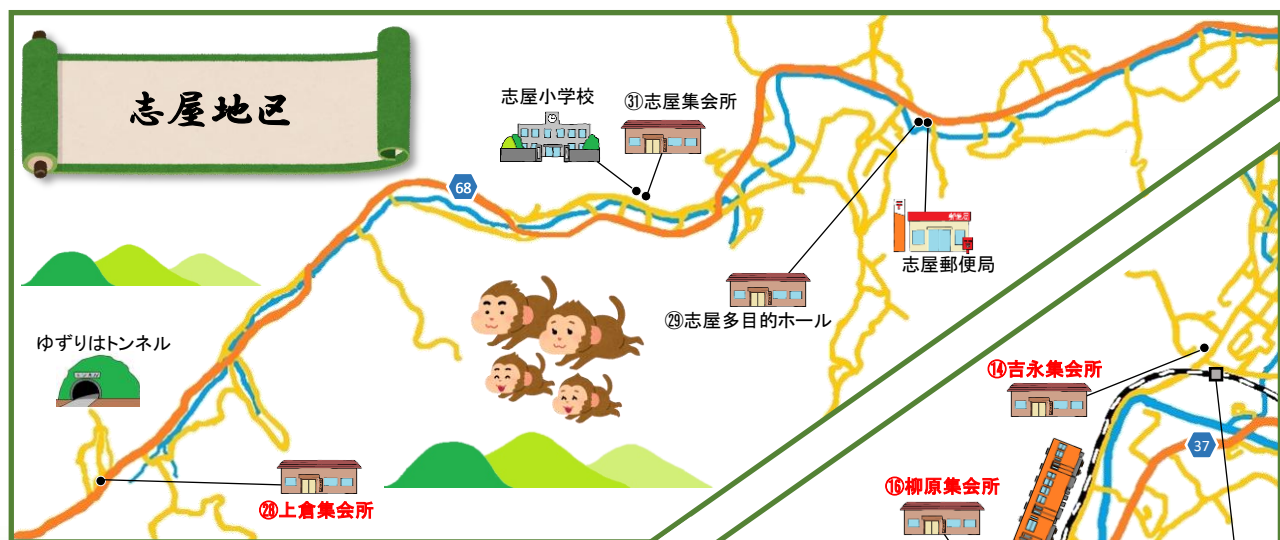 志屋地区
志屋小学校
㉛志屋集会所
68
志屋郵便局
㉙志屋多目的ホール
ゆずりはトンネル
㉘上倉集会所
⑭吉永集会所
37
⑯柳原集会所